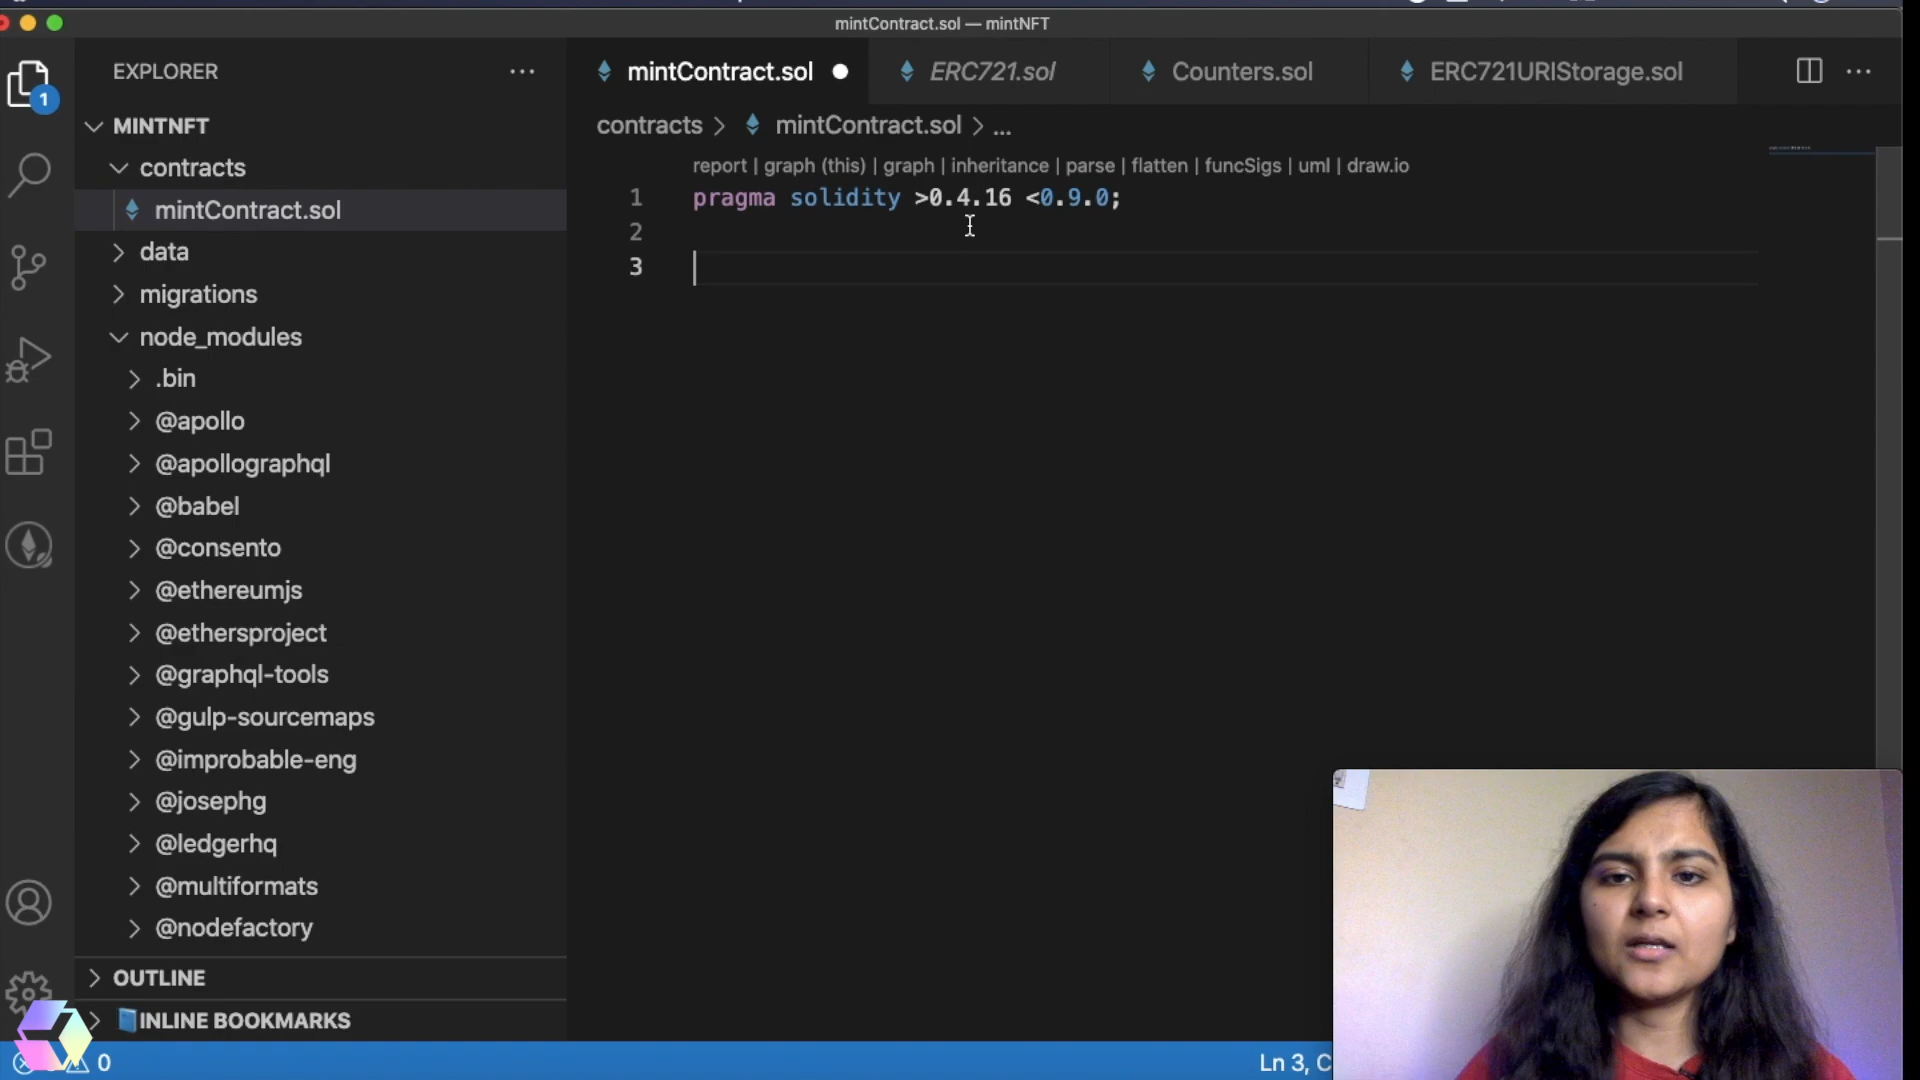 mintContract.sol — mintNFT
EXPLORER
1
MINTNFT
contracts
mintContract.sol
data
migrations
node_modules
.bin
@apollo
@apollographql
@babel
@consento
@ethereumjs
@ethersproject
@graphql-tools
@gulp-sourcemaps
@improbable-eng
@josephg
@ledgerhq
@multiformats
@nodefactory
OUTLINE
INLINE BOOKMARKS
mintContract.sol ERC721.sol Counters.sol ERC721URIStorage.sol
contracts > mintContract.sol > ...
report | graph (this) | graph | inheritance | parse | flatten | funcSigs | uml | draw.io
1 pragma solidity >0.4.16 <0.9.0;
2
3
0
Ln 3, C